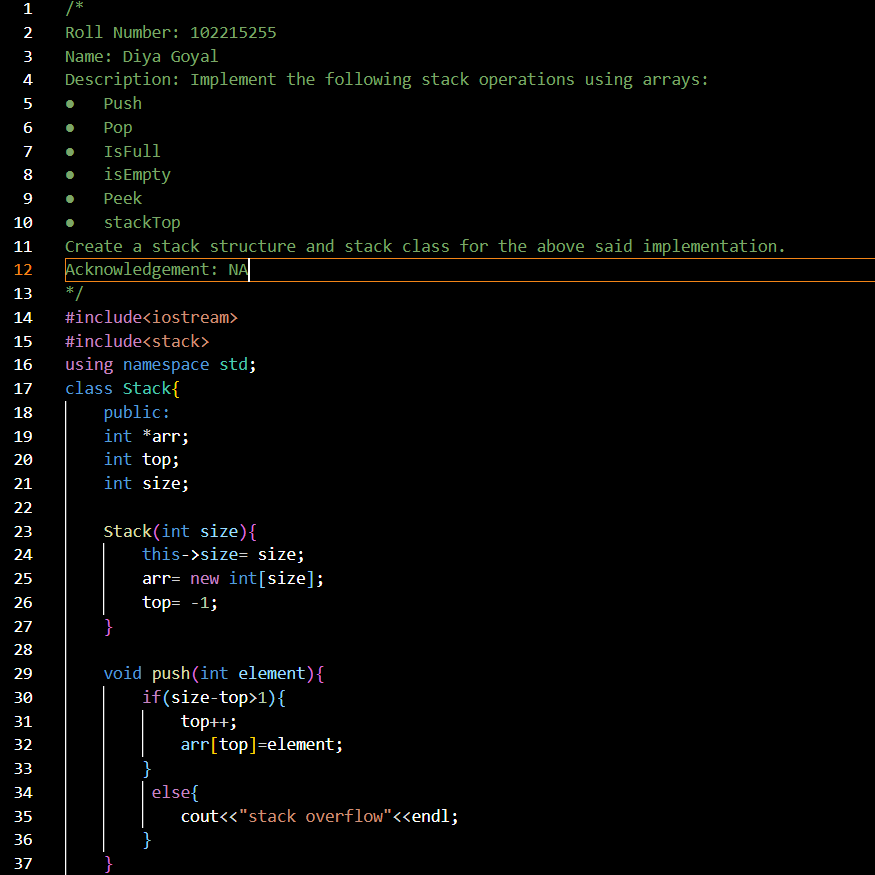 1 /*
2 Roll Number: 102215255
3 Name: Diya Goyal
4 Description: Implement the following stack operations using arrays:
5 ● Push
6 ● Pop
7 ● IsFull
8 ● isEmpty
9 ● Peek
10 ● stackTop
11 Create a stack structure and stack class for the above said implementation.
12 Acknowledgement: NA
13 */
14 #include<iostream>
15 #include<stack>
16 using namespace std;
17 class Stack{
18     public:
19     int *arr;
20     int top;
21     int size;
22
23     Stack(int size){
24         this->size= size;
25         arr= new int[size];
26         top= -1;
27     }
28
29     void push(int element){
30         if(size-top>1){
31             top++;
32             arr[top]=element;
33         }
34          else{
35             cout<<"stack overflow"<<endl;
36         }
37     }